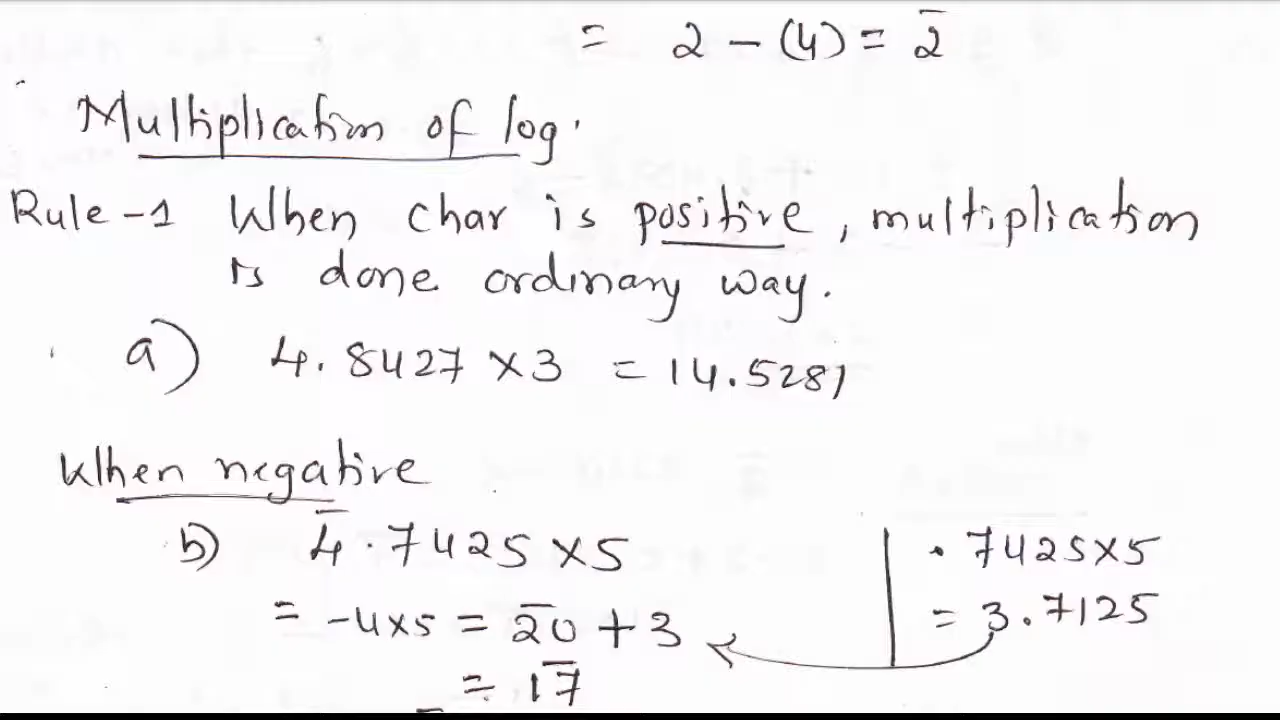 = 2 - (4) = 2̄
Multiplication of log.
Rule-1 When char is positive, multiplication
is done ordinary way.
a) 4.8427 × 3 = 14.5281
When negative
b) 4̄.7425 × 5
.7425 × 5
= -4×5 = 2̄0̄ + 3
= 3.7125
= 1̄7̄